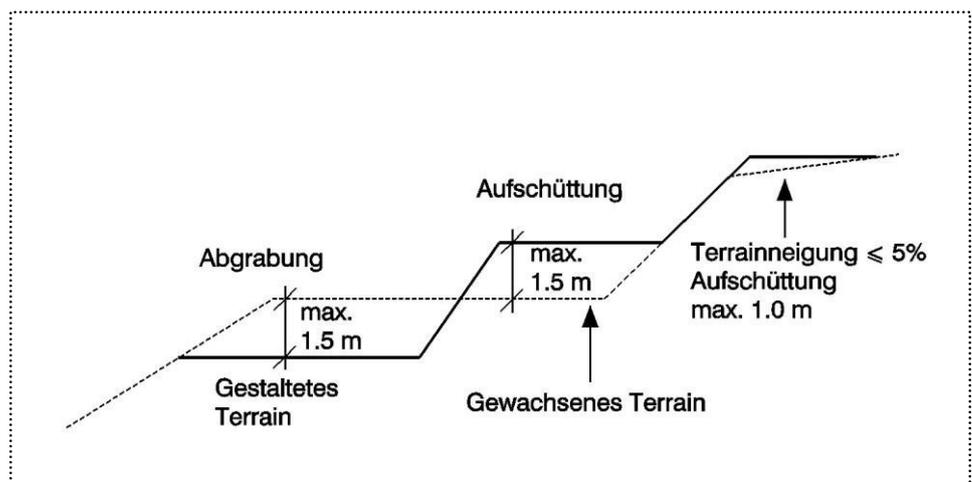 Aufschüttung
Abgrabung
max.
1.5 m
max.
1.5 m
Terrainneigung ⩽ 5%
Aufschüttung
max. 1.0 m
Gestaltetes
Terrain
Gewachsenes Terrain